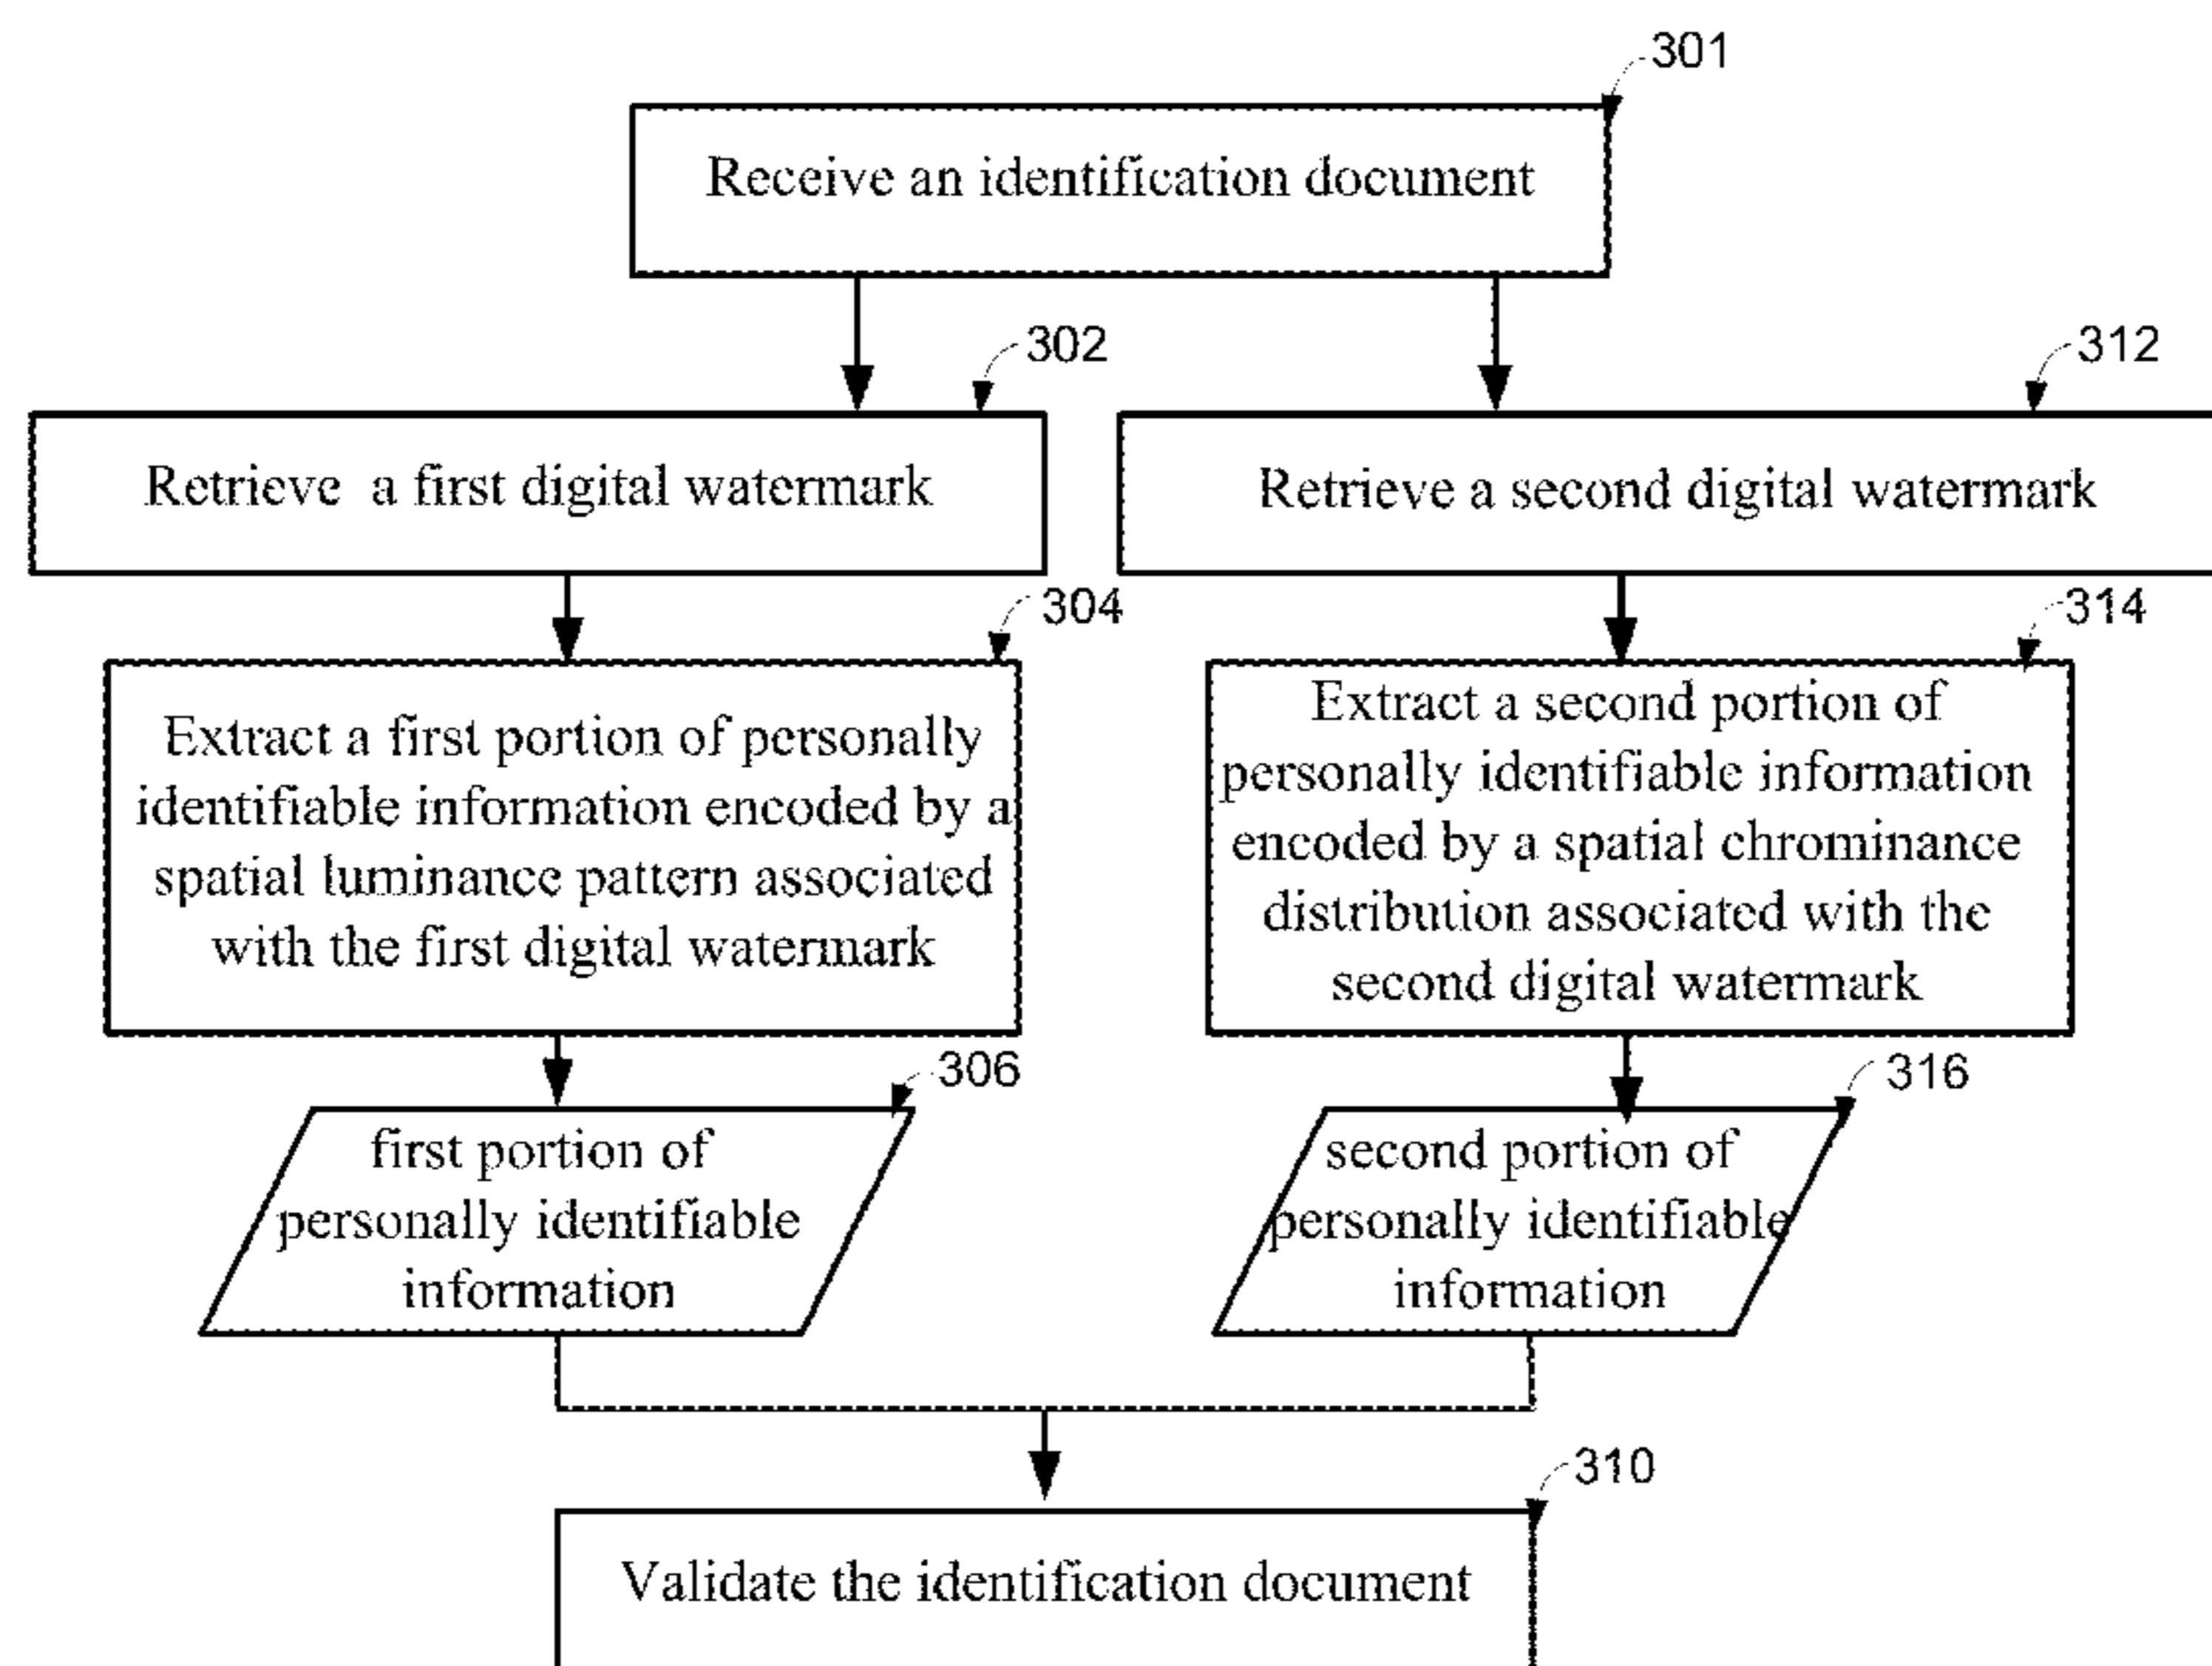 301
Receive an identification document
302
312
Retrieve a first digital watermark
Retrieve a second digital watermark
304
314
Extract a first portion of personally
identifiable information encoded by a
spatial luminance pattern associated
with the first digital watermark
Extract a second portion of
personally identifiable information
encoded by a spatial chrominance
distribution associated with the
second digital watermark
306
316
first portion of
personally identifiable
information
second portion of
personally identifiable
information
310
Validate the identification document